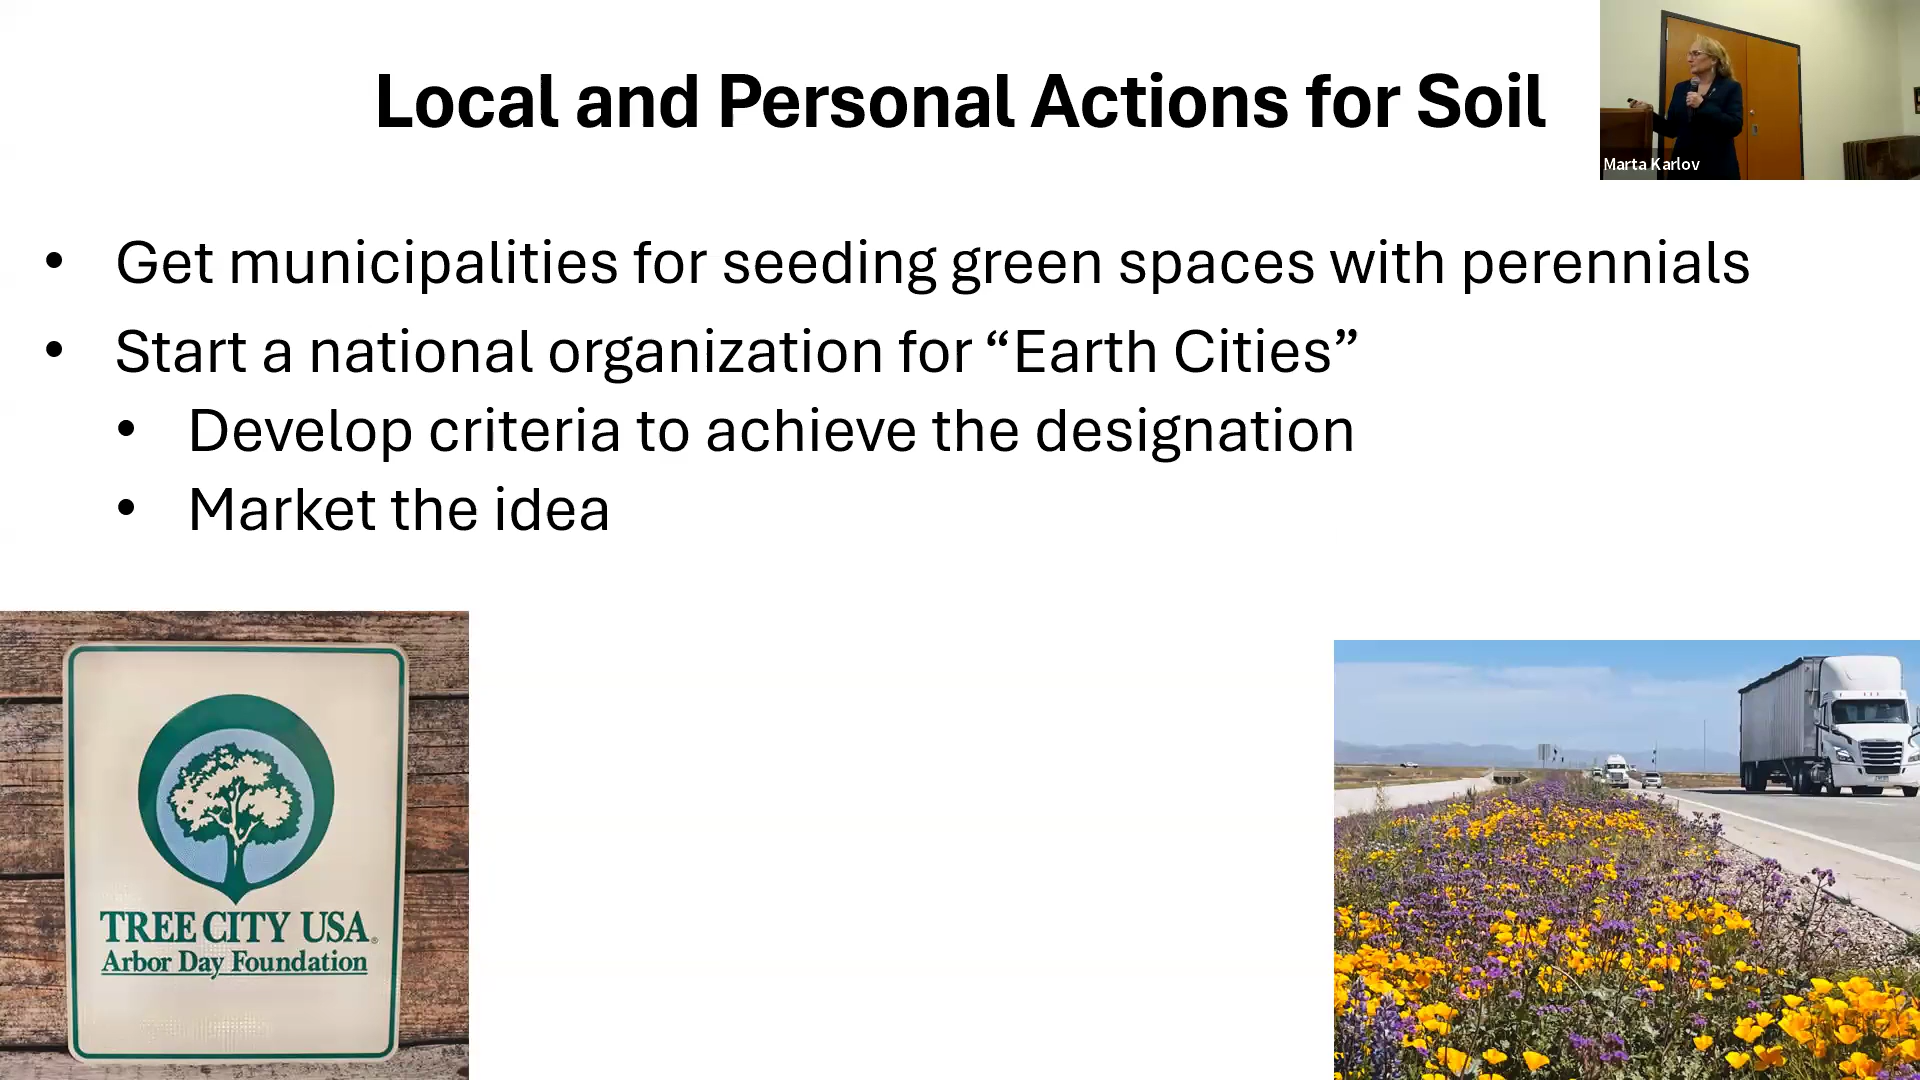 Local and Personal Actions for Soil
Marta Karlov
• Get municipalities for seeding green spaces with perennials
• Start a national organization for “Earth Cities”
• Develop criteria to achieve the designation
• Market the idea
TREE CITY USA®
Arbor Day Foundation